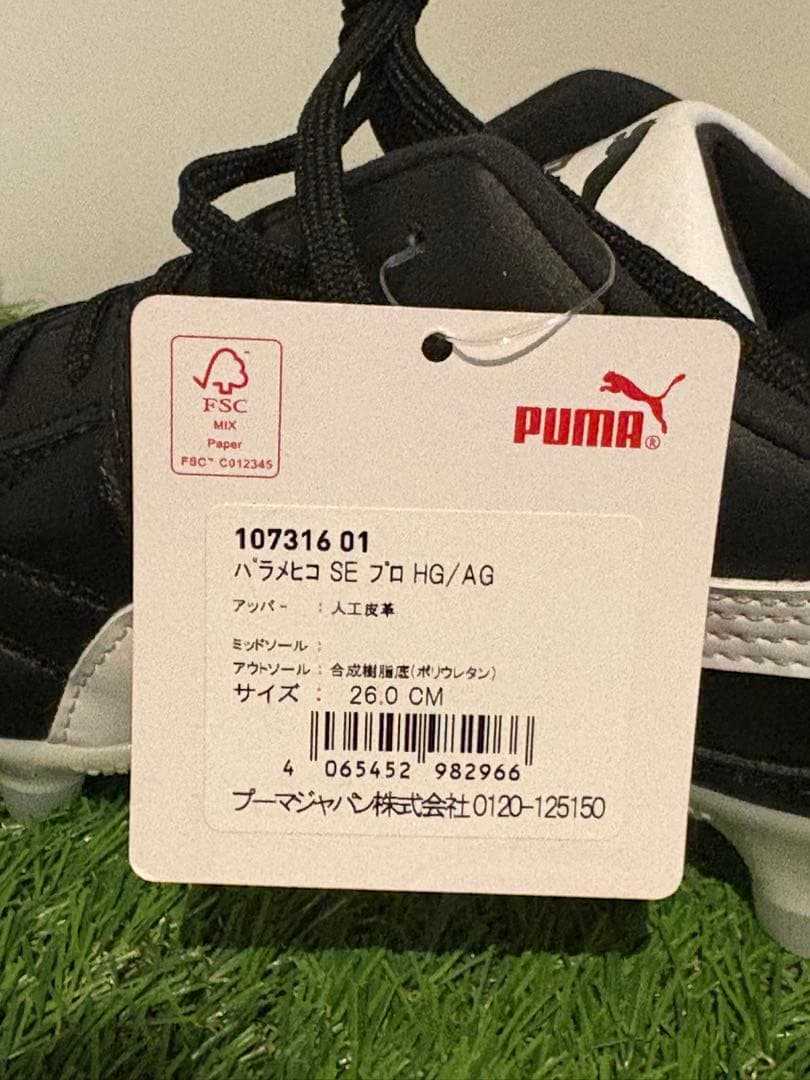 FSC™
MIX
Paper
FSC™ C012345
PUMA®
107316 01
パラメヒコ SE プロ HG/AG
アッパー : 人工皮革
ミッドソール :
アウトソール : 合成樹脂底(ポリウレタン)
サイズ : 26.0 CM
4 065452 982966
プーマジャパン株式会社 0120-125150